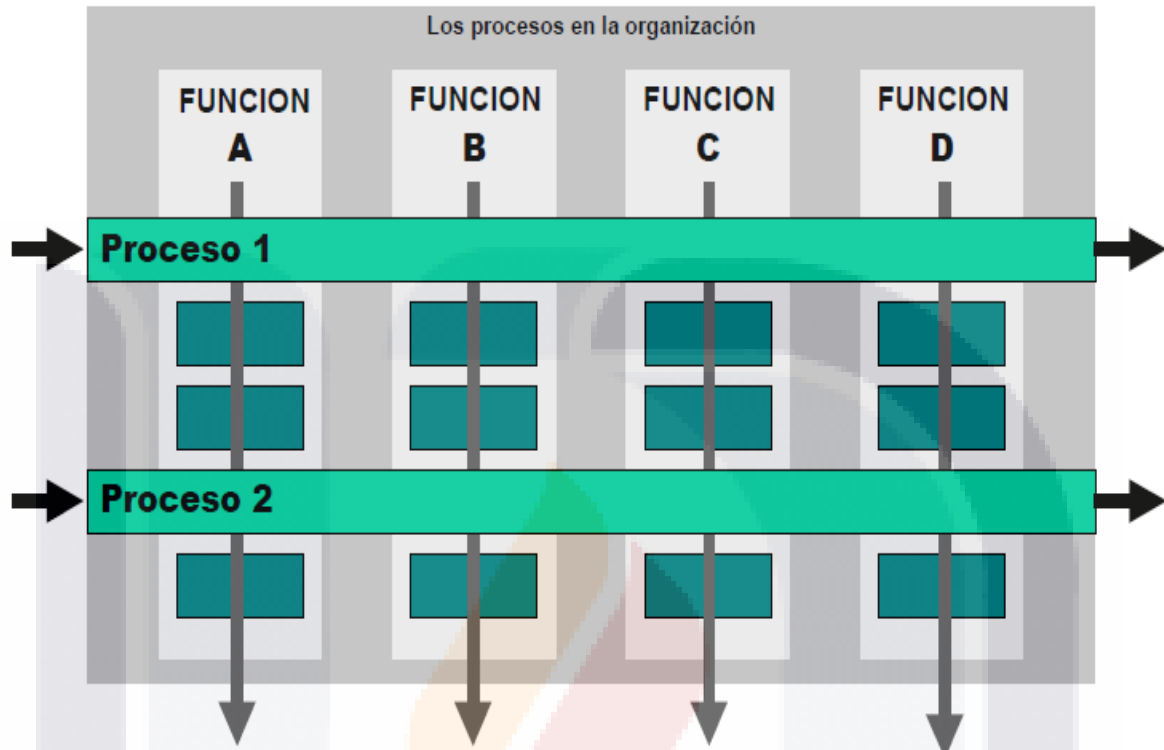 Los procesos en la organización
FUNCION
A
FUNCION
B
FUNCION
C
FUNCION
D
Proceso 1
Proceso 2